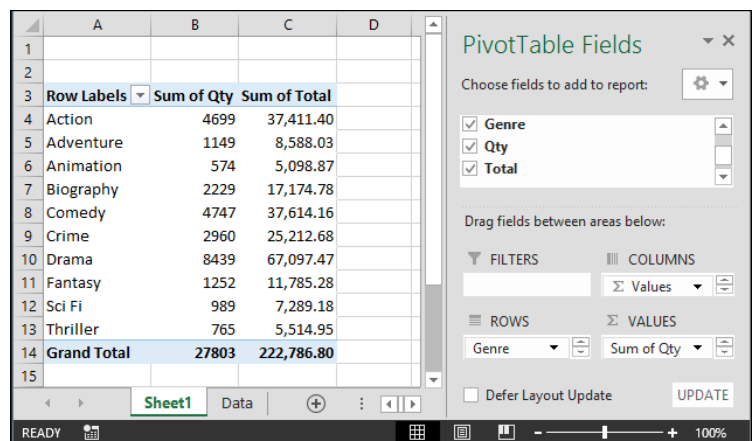 A B C D
1
2
3 Row Labels Sum of Qty Sum of Total
4 Action 4699 37,411.40
5 Adventure 1149 8,588.03
6 Animation 574 5,098.87
7 Biography 2229 17,174.78
8 Comedy 4747 37,614.16
9 Crime 2960 25,212.68
10 Drama 8439 67,097.47
11 Fantasy 1252 11,785.28
12 Sci Fi 989 7,289.18
13 Thriller 765 5,514.95
14 Grand Total 27803 222,786.80
15
Sheet1 Data
READY
PivotTable Fields
Choose fields to add to report:
Genre
Qty
Total
Drag fields between areas below:
FILTERS
COLUMNS
Σ Values
ROWS
Genre
Σ VALUES
Sum of Qty
Defer Layout Update UPDATE
100%